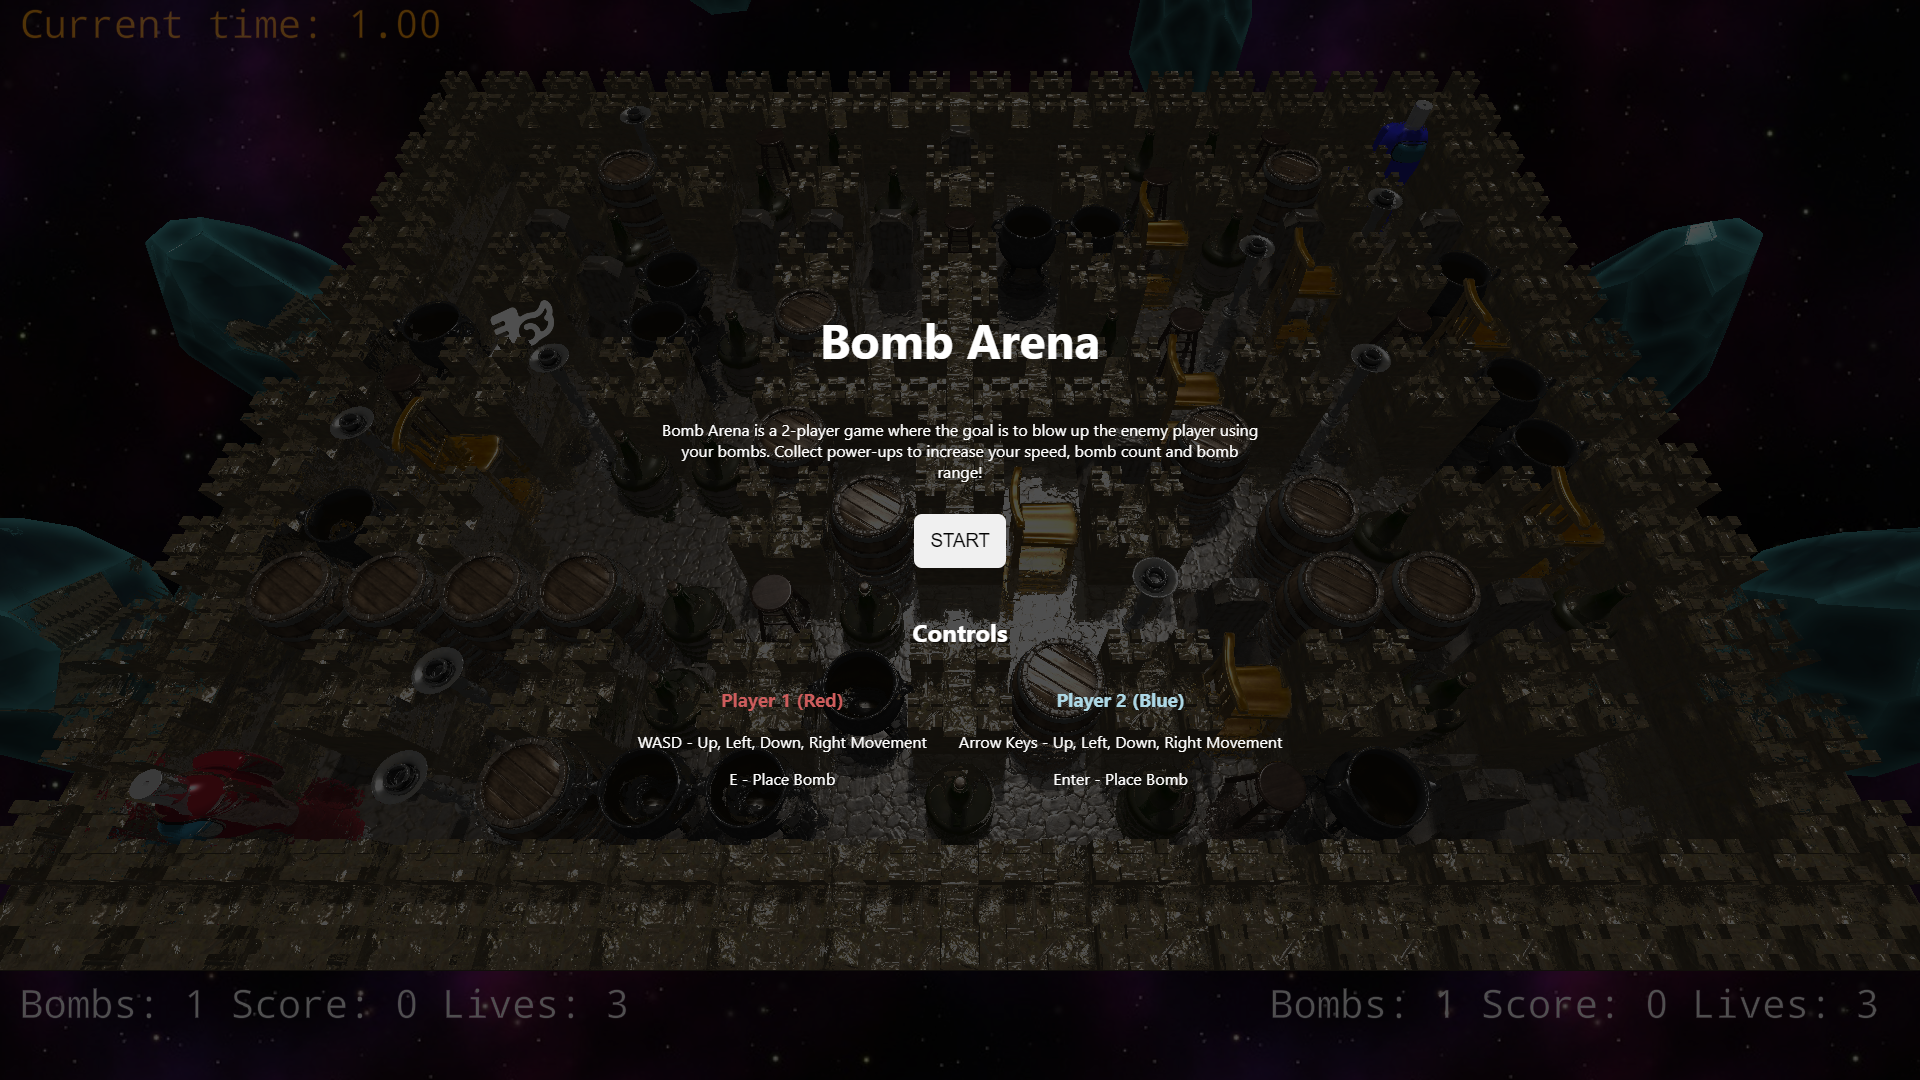 Current time: 1.00
Bomb Arena
Bomb Arena is a 2-player game where the goal is to blow up the enemy player using
your bombs. Collect power-ups to increase your speed, bomb count and bomb
range!
START
Controls
Player 1 (Red)
WASD - Up, Left, Down, Right Movement
E - Place Bomb
Player 2 (Blue)
Arrow Keys - Up, Left, Down, Right Movement
Enter - Place Bomb
Bombs: 1 Score: 0 Lives: 3
Bombs: 1 Score: 0 Lives: 3